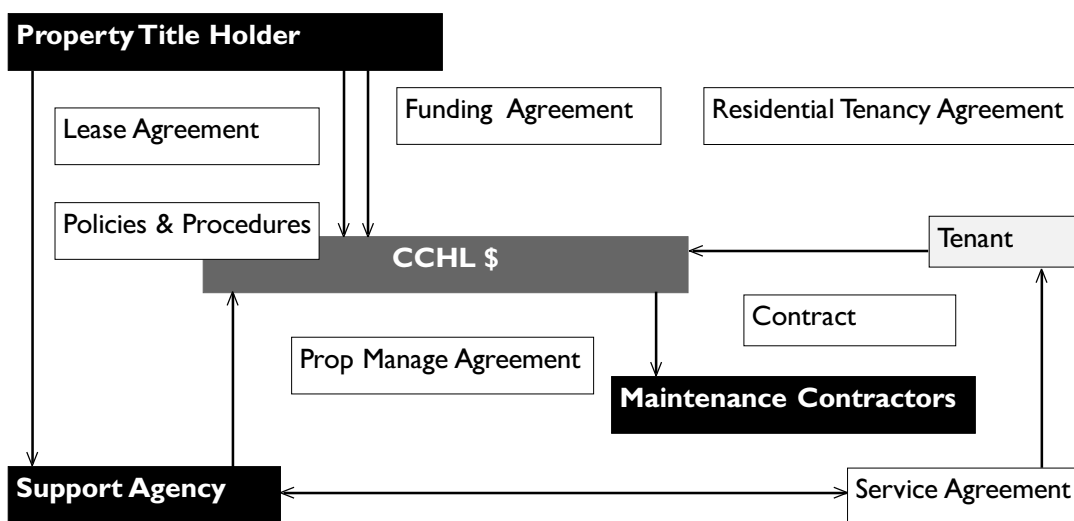 Property Title Holder
Funding Agreement
Residential Tenancy Agreement
Lease Agreement
Policies & Procedures
Tenant
CCHL $
Contract
Prop Manage Agreement
Maintenance Contractors
Support Agency
Service Agreement